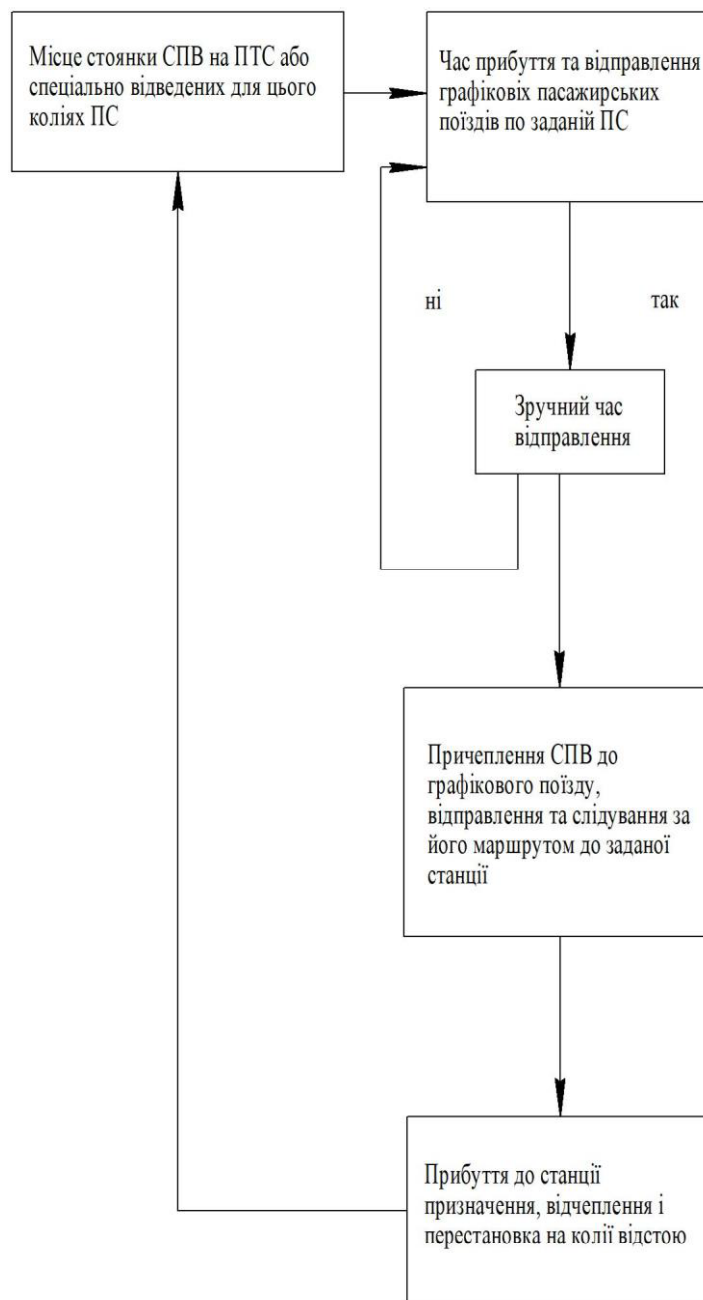 Місце стоянки СПВ на ПТС або
спеціально відведених для цього
коліях ПС
Час прибуття та відправлення
графіковіх пасажирських
поїздів по заданій ПС
ні
так
Зручний час
відправлення
Причеплення СПВ до
графікового поїзду,
відправлення та слідування за
його маршрутом до заданої
станції
Прибуття до станції
призначення, відчеплення і
перестановка на колії відстою